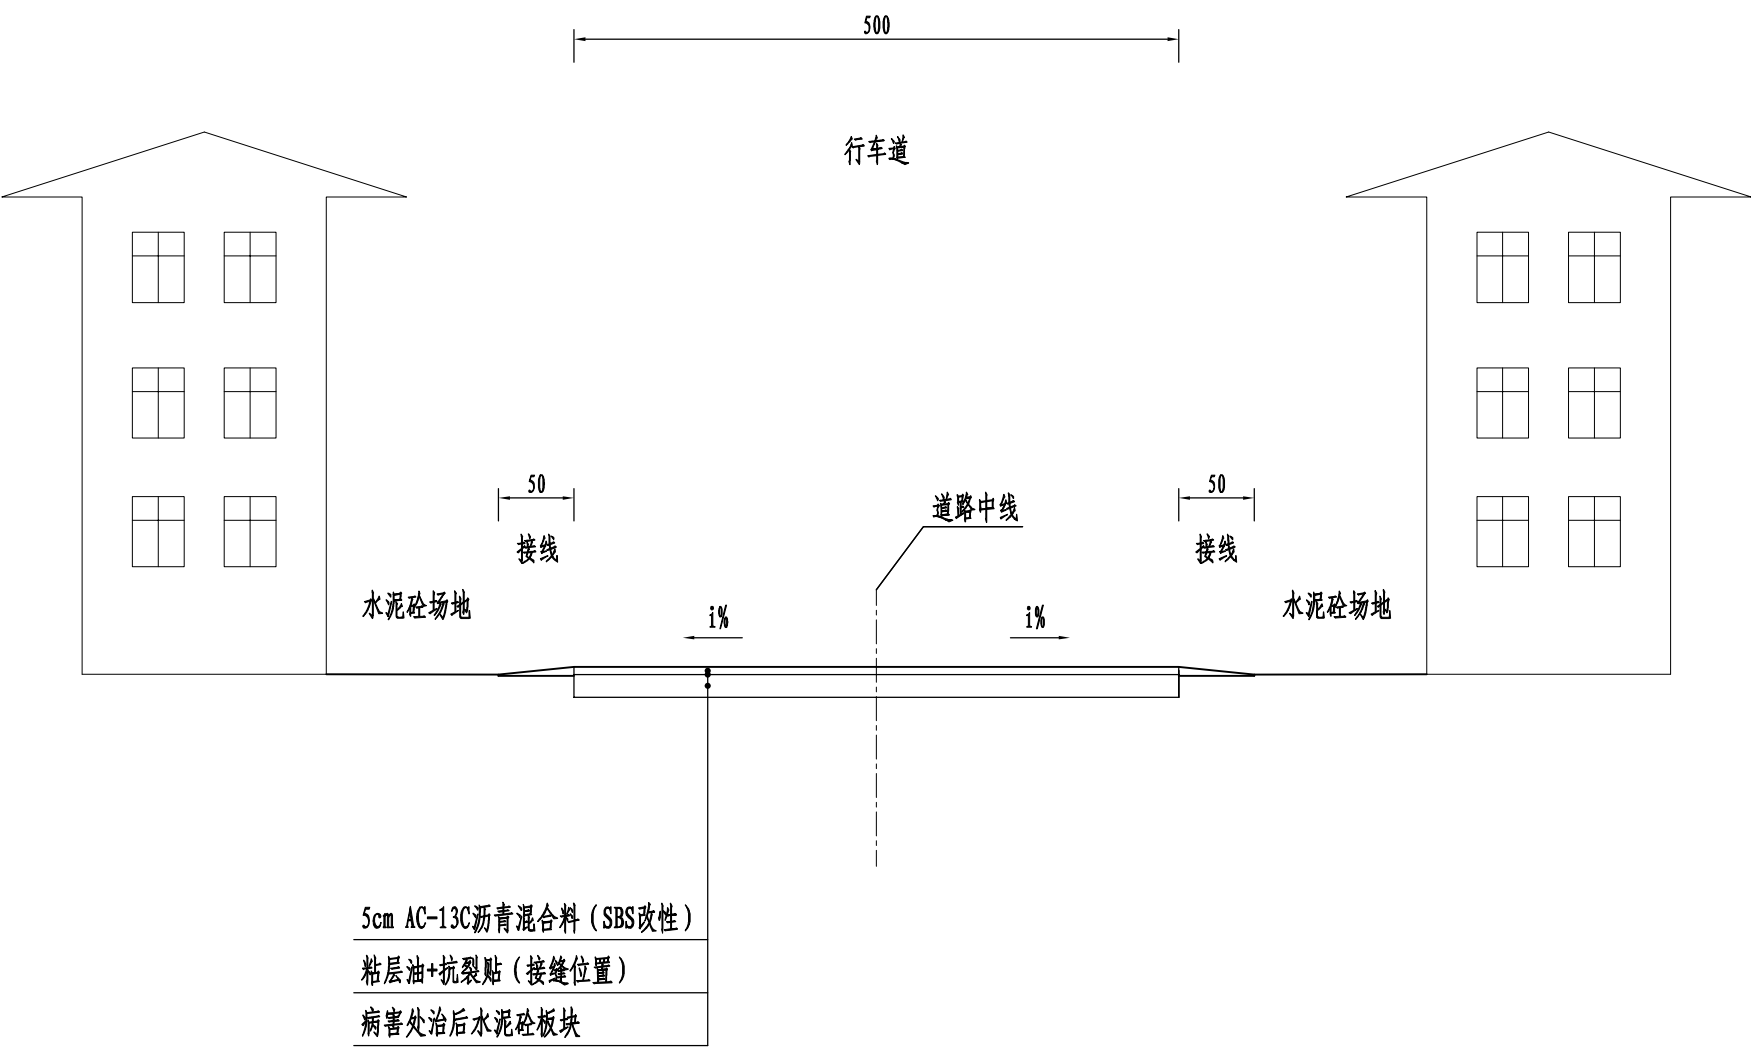 500
行车道
50
50
道路中线
接线
接线
水泥砼场地
水泥砼场地
i%
i%
5cm AC-13C沥青混合料（SBS改性）
粘层油+抗裂贴（接缝位置）
病害处治后水泥砼板块